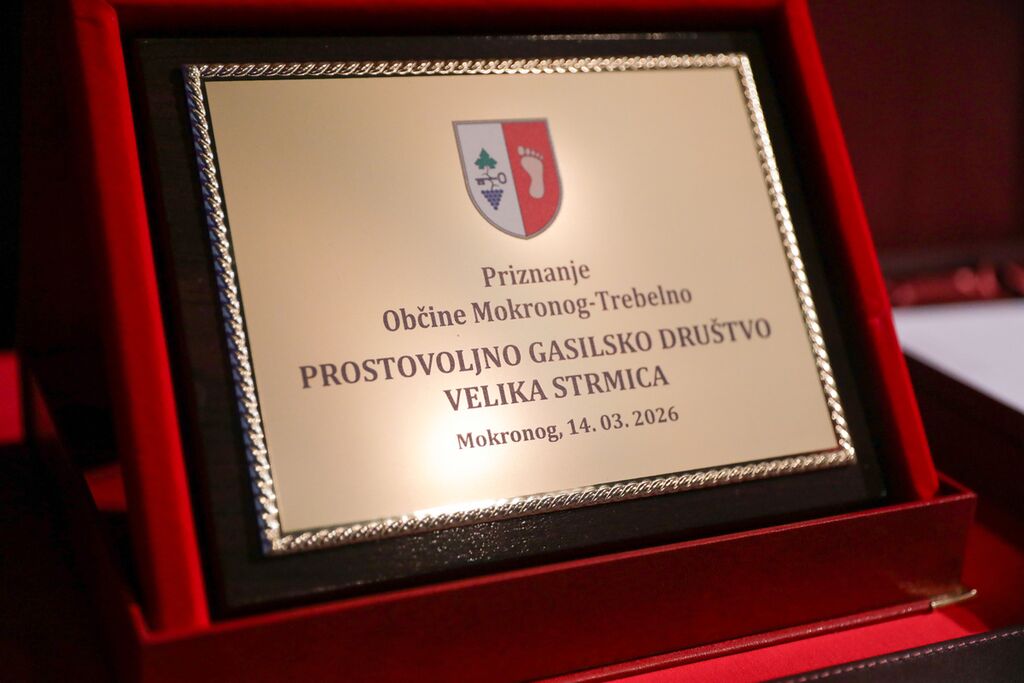 Priznanje
Občine Mokronog-Trebelno
PROSTOVOLJNO GASILSKO DRUŠTVO
VELIKA STRMICA
Mokronog, 14. 03. 2026